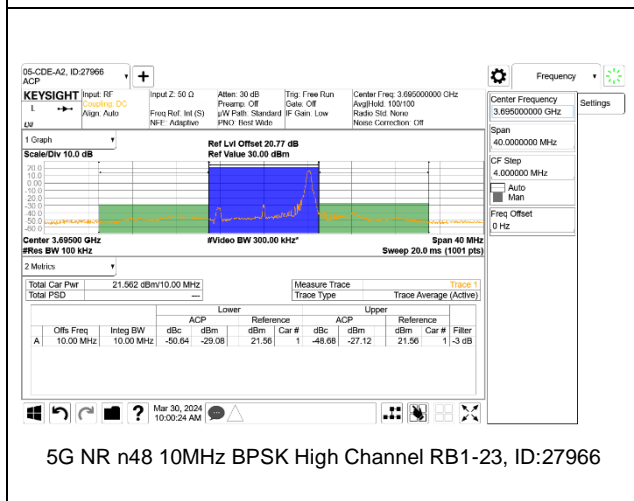 05-CDE-A2, ID:27966
ACP
Frequency
KEYSIGHT Input: RF Input Z: 50 Ω Atten: 30 dB Trig: Free Run Center Freq: 3.695000000 GHz
Coupling: DC Preamp: Off Gate: Off Avg|Hold: 100/100
Align: Auto Freq Ref: Int (S) µW Path: Standard IF Gain: Low Radio Std: None
NFE: Adaptive PNO: Best Wide Noise Correction: Off
Center Frequency
3.695000000 GHz
Settings
Span
40.0000000 MHz
CF Step
4.000000 MHz
Auto
Man
Freq Offset
0 Hz
1 Graph
Scale/Div 10.0 dB
Ref Lvl Offset 20.77 dB
Ref Value 30.00 dBm
20.0
10.0
0.00
-10.0
-20.0
-30.0
-40.0
-50.0
-60.0
Center 3.69500 GHz #Video BW 300.00 kHz* Span 40 MHz
#Res BW 100 kHz Sweep 20.0 ms (1001 pts)
2 Metrics
Total Car Pwr 21.562 dBm/10.00 MHz Measure Trace Trace 1
Total PSD --- Trace Type Trace Average (Active)
Lower Upper
ACP Reference ACP Reference
Offs Freq Integ BW dBc dBm dBm Car # dBc dBm dBm Car # Filter
A 10.00 MHz 10.00 MHz -50.64 -29.08 21.56 1 -48.68 -27.12 21.56 1 -3 dB
Mar 30, 2024
10:00:24 AM
5G NR n48 10MHz BPSK High Channel RB1-23, ID:27966